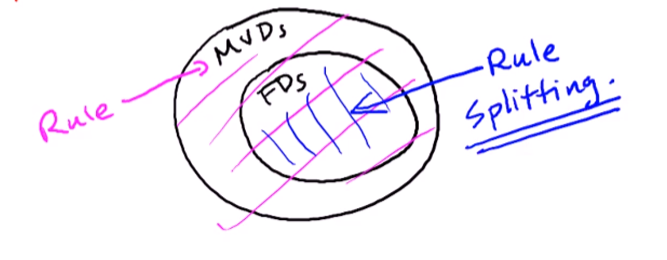 MVDs
FDs
Rule
Rule
Splitting.